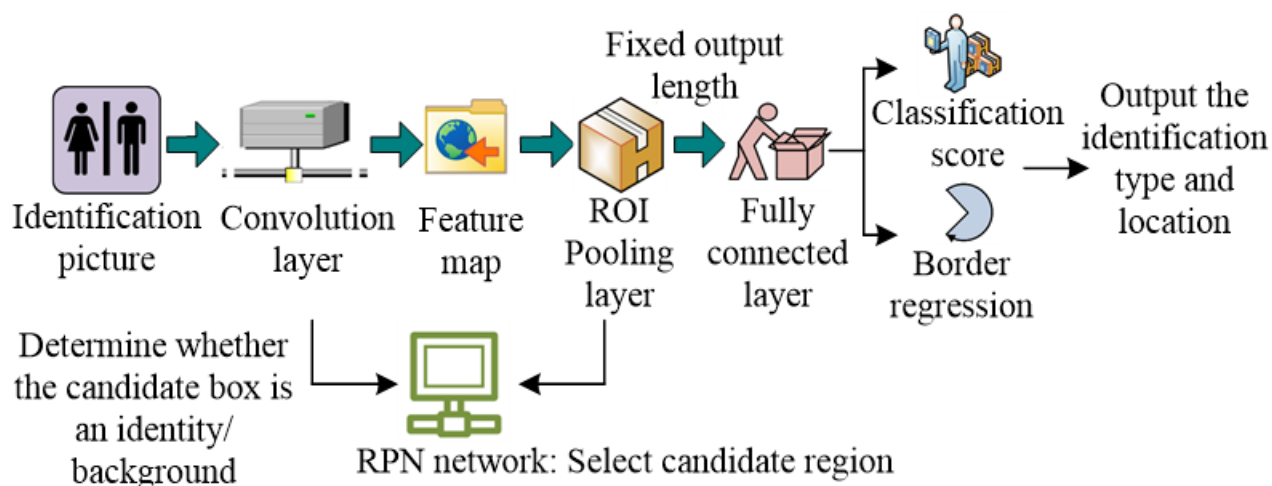 Identification
picture
Convolution
layer
Feature
map
Fixed output
length
ROI
Pooling
layer
Fully
connected
layer
Classification
score
Border
regression
Output the
identification
type and
location
Determine whether
the candidate box is
an identity/
background
RPN network: Select candidate region